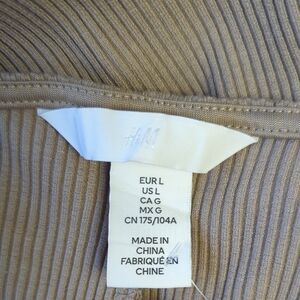 H&M
EUR L
US L
CA G
MX G
CN 175/104A
MADE IN
CHINA
FABRIQUÉ EN
CHINE